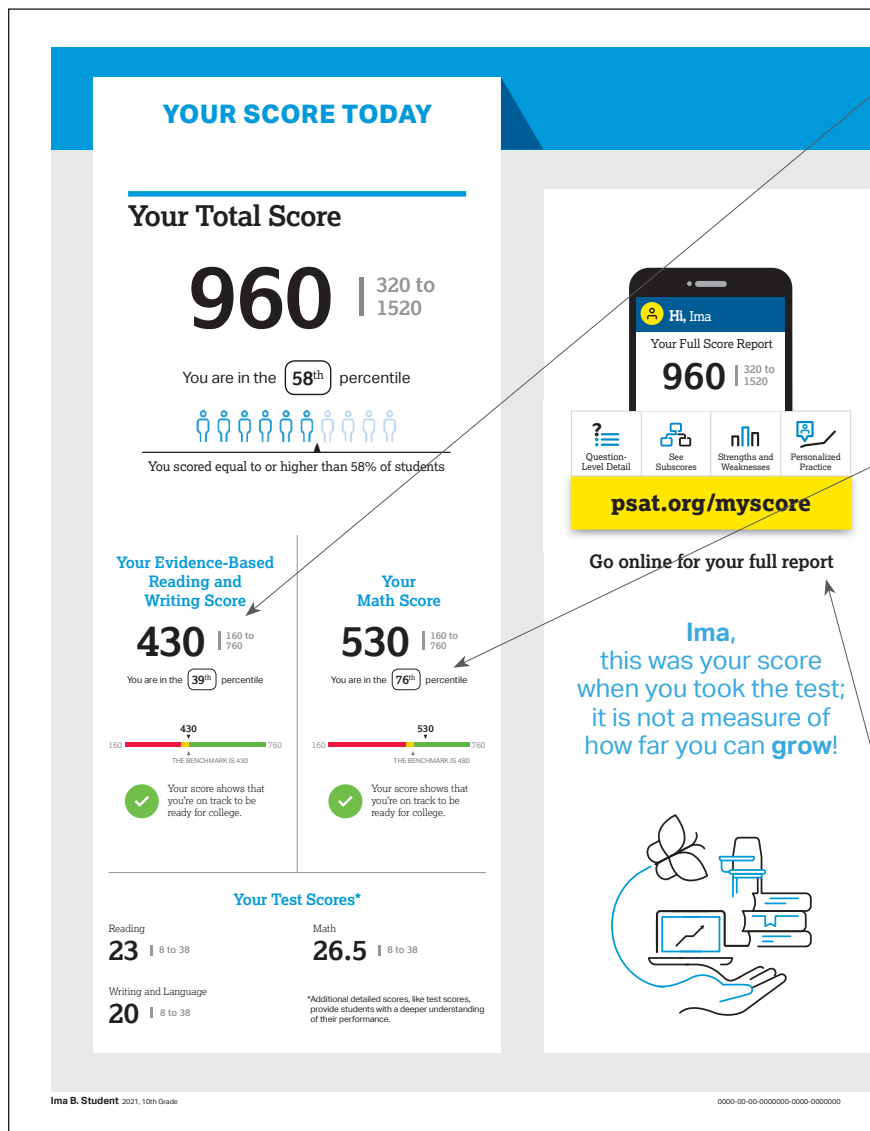 YOUR SCORE TODAY
Your Total Score
960
320 to
1520
You are in the 58th percentile
You scored equal to or higher than 58% of students
Your Evidence-Based
Reading and
Writing Score
430
160 to
760
You are in the 39th percentile
430
160
760
THE BENCHMARK IS 430
Your score shows that
you're on track to be
ready for college.
Your
Math Score
530
160 to
760
You are in the 76th percentile
530
160
760
THE BENCHMARK IS 480
Your score shows that
you're on track to be
ready for college.
Your Test Scores*
Reading
23
8 to 38
Math
26.5
8 to 38
Writing and Language
20
8 to 38
*Additional detailed scores, like test scores,
provide students with a deeper understanding
of their performance.
Hi, Ima
Your Full Score Report
960
320 to
1520
?
Question-
Level Detail
See
Subscores
Strengths and
Weaknesses
Personalized
Practice
psat.org/myscore
Go online for your full report
Ima,
this was your score
when you took the test;
it is not a measure of
how far you can grow!
Ima B. Student 2021, 10th Grade
0000-00-00-0000000-0000-0000000